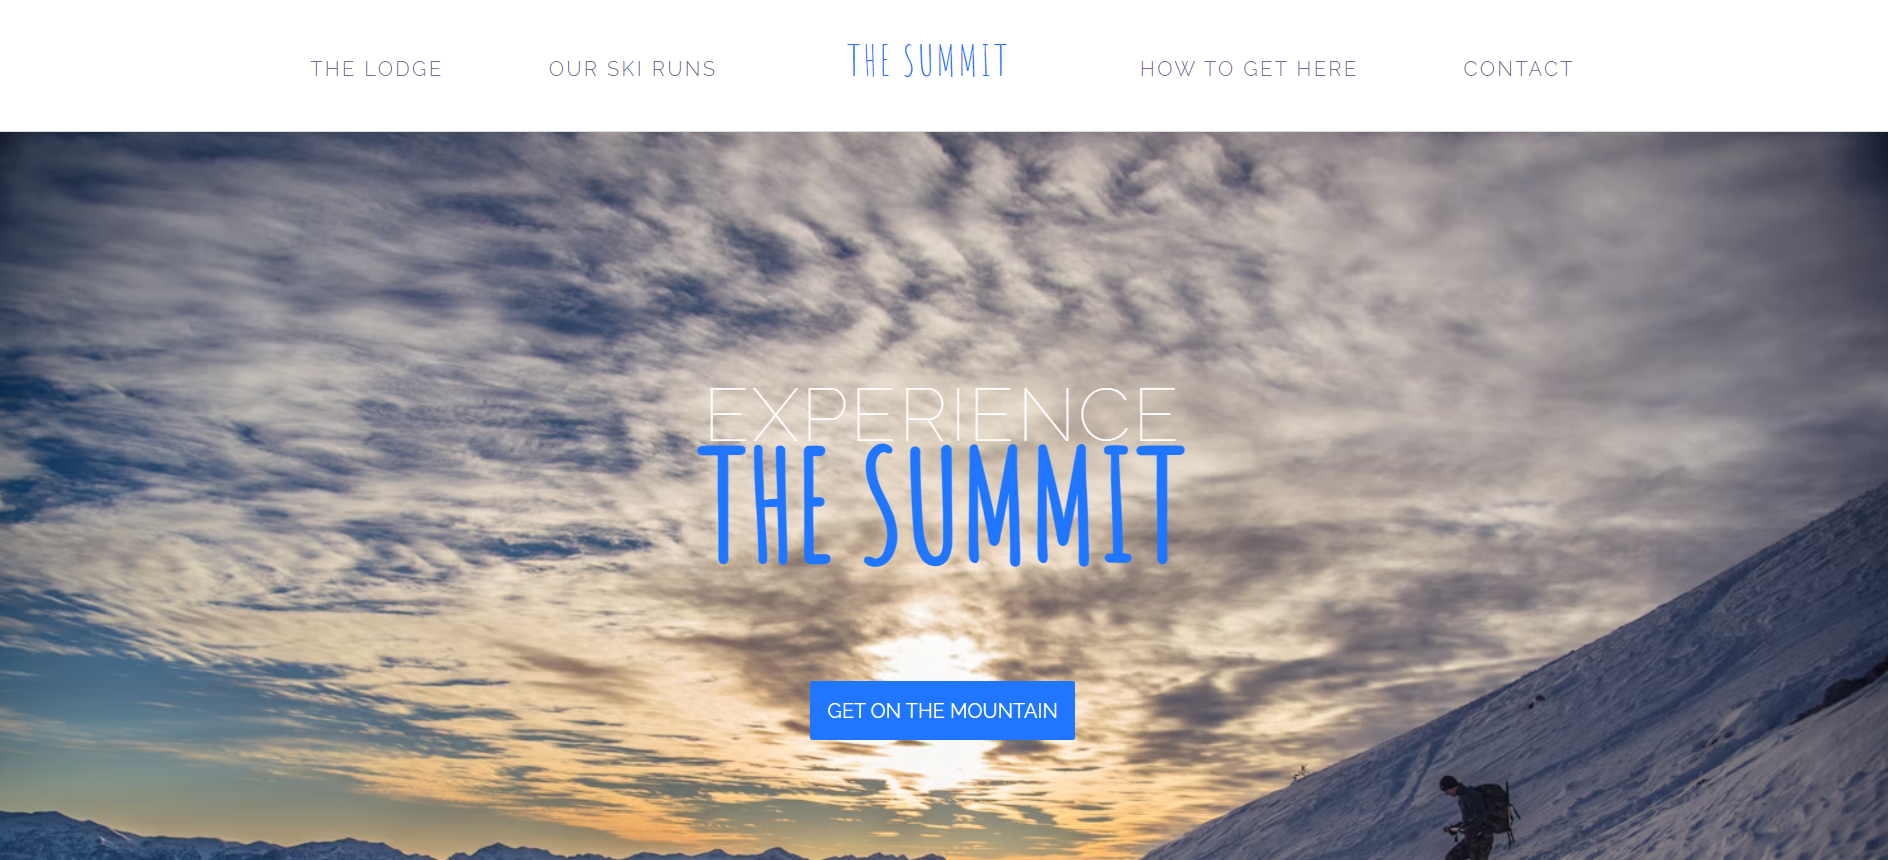 THE LODGE
OUR SKI RUNS
THE SUMMIT
HOW TO GET HERE
CONTACT
EXPERIENCE
THE SUMMIT
GET ON THE MOUNTAIN